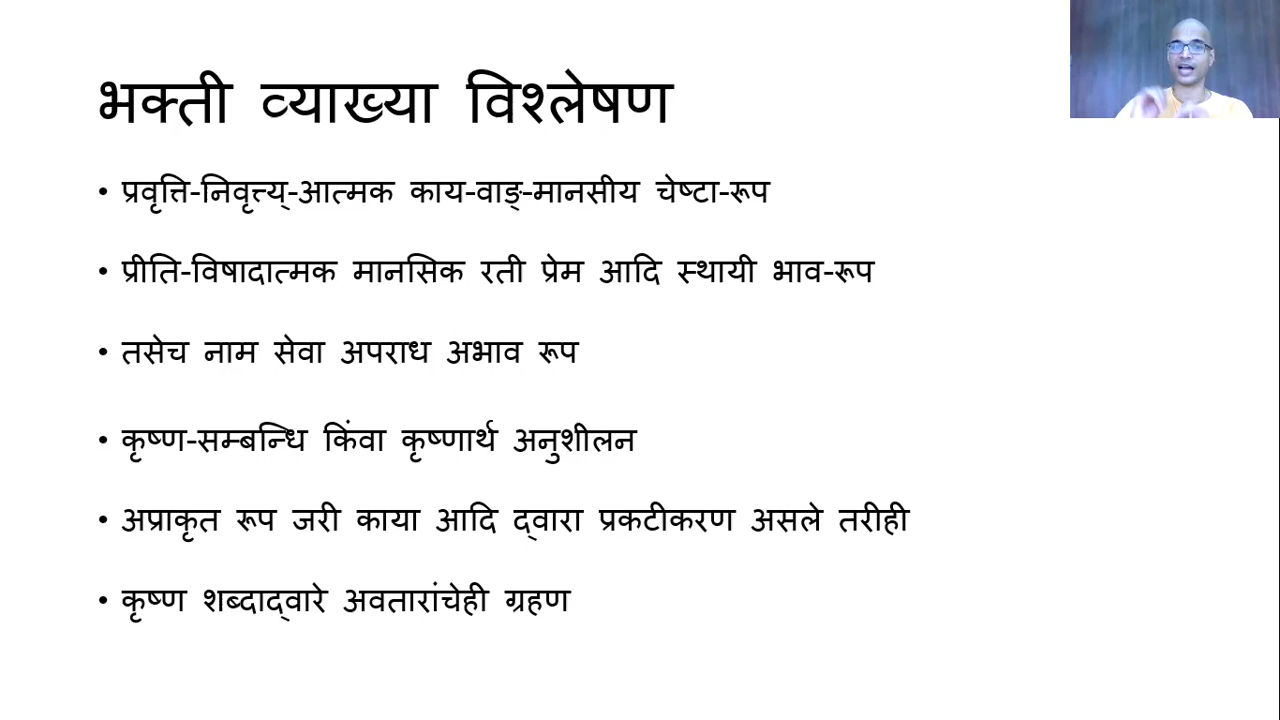 भक्ती व्याख्या विश्लेषण
• प्रवृत्ति-निवृत्त्य्-आत्मक काय-वाङ्-मानसीय चेष्टा-रूप
• प्रीति-विषादात्मक मानसिक रती प्रेम आदि स्थायी भाव-रूप
• तसेच नाम सेवा अपराध अभाव रूप
• कृष्ण-सम्बन्धि किंवा कृष्णार्थ अनुशीलन
• अप्राकृत रूप जरी काया आदि द्वारा प्रकटीकरण असले तरीही
• कृष्ण शब्दाद्वारे अवतारांचेही ग्रहण